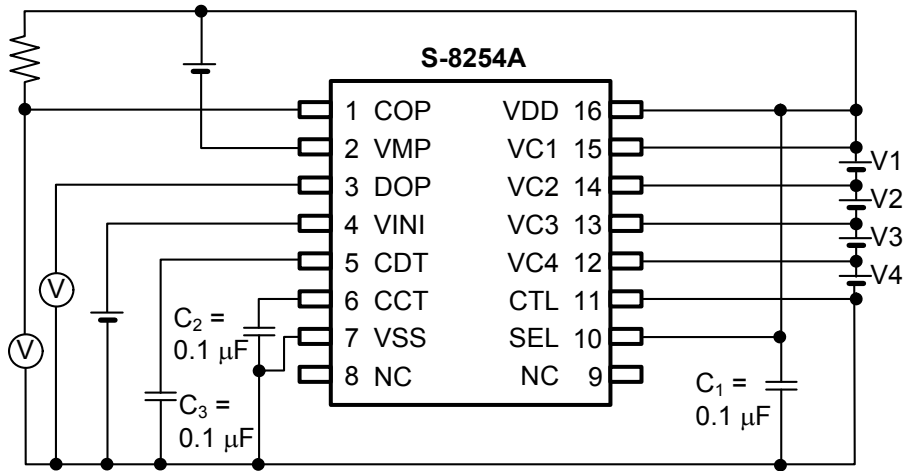 S-8254A
1 COP VDD 16
2 VMP VC1 15
3 DOP VC2 14
4 VINI VC3 13
5 CDT VC4 12
6 CCT CTL 11
7 VSS SEL 10
8 NC NC 9
V1
V2
V3
V4
V
V
C2 =
0.1 μF
C3 =
0.1 μF
C1 =
0.1 μF